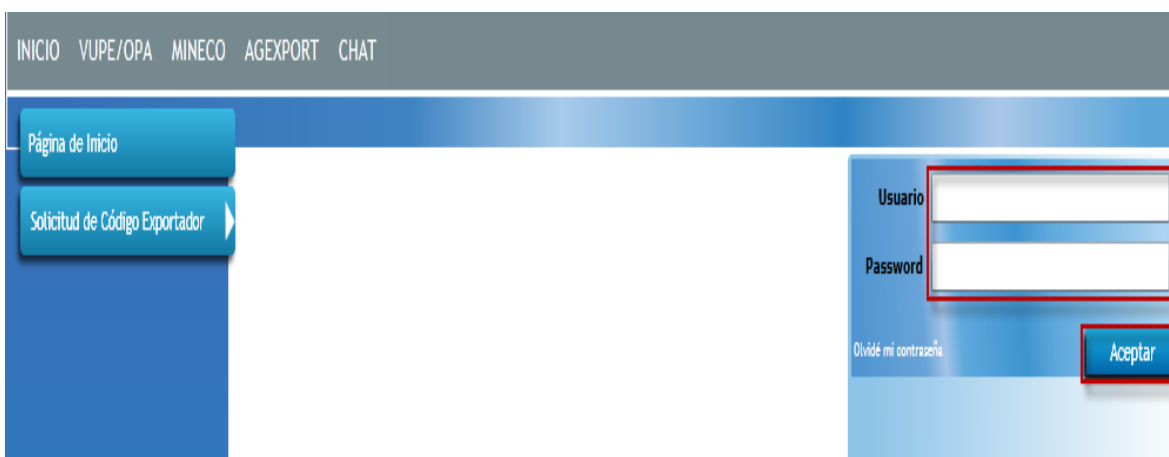 INICIO VUPE/OPA MINECO AGEXPORT CHAT
Página de Inicio
Solicitud de Código Exportador
Usuario
Password
Olvidé mi contraseña
Aceptar